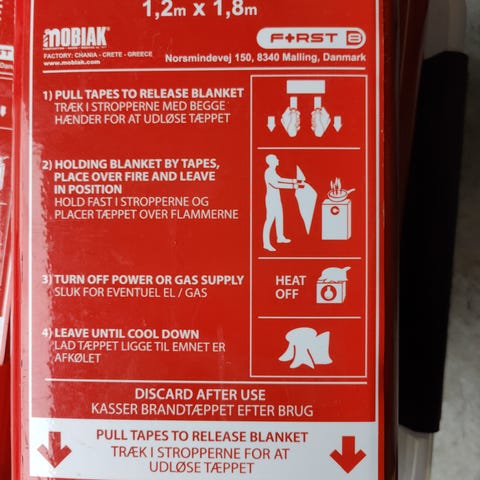 1,2m x 1,8m
MOBIAK
FACTORY: CHANIA - CRETE - GREECE
www.mobiak.com
F+RST B
Norsmindevej 150, 8340 Malling, Danmark
1) PULL TAPES TO RELEASE BLANKET
TRÆK I STROPPERNE MED BEGGE
HÆNDER FOR AT UDLØSE TÆPPET
2) HOLDING BLANKET BY TAPES,
PLACE OVER FIRE AND LEAVE
IN POSITION
HOLD FAST I STROPPERNE OG
PLACER TÆPPET OVER FLAMMERNE
3) TURN OFF POWER OR GAS SUPPLY
SLUK FOR EVENTUEL EL / GAS
HEAT
OFF
4) LEAVE UNTIL COOL DOWN
LAD TÆPPET LIGGE TIL EMNET ER
AFKØLET
DISCARD AFTER USE
KASSER BRANDTÆPPET EFTER BRUG
PULL TAPES TO RELEASE BLANKET
TRÆK I STROPPERNE FOR AT
UDLØSE TÆPPET